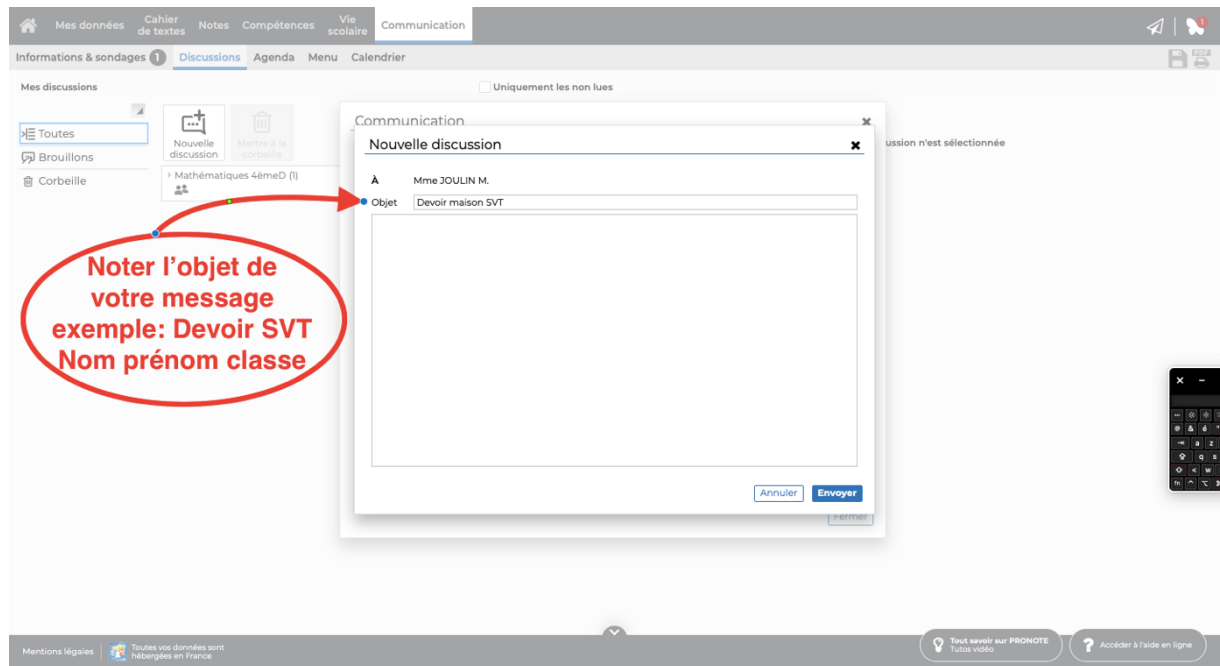 Mes données
Cahier
de textes
Notes
Compétences
Vie
scolaire
Communication
1
Informations & sondages 1
Discussions
Agenda
Menu
Calendrier
PDF
Mes discussions
Uniquement les non lues
Toutes
Brouillons
Corbeille
Nouvelle
discussion
Mettre à la
corbeille
Mathématiques 4èmeD (1)
Communication
ussion n'est sélectionnée
Nouvelle discussion
À Mme JOULIN M.
Objet Devoir maison SVT
Noter l'objet de
votre message
exemple: Devoir SVT
Nom prénom classe
Annuler
Envoyer
Fermer
@ & é "
a z
q s
< w
fn ^
Mentions légales
Toutes vos données sont
hébergées en France
Tout savoir sur PRONOTE
Tutos vidéo
? Accéder à l'aide en ligne